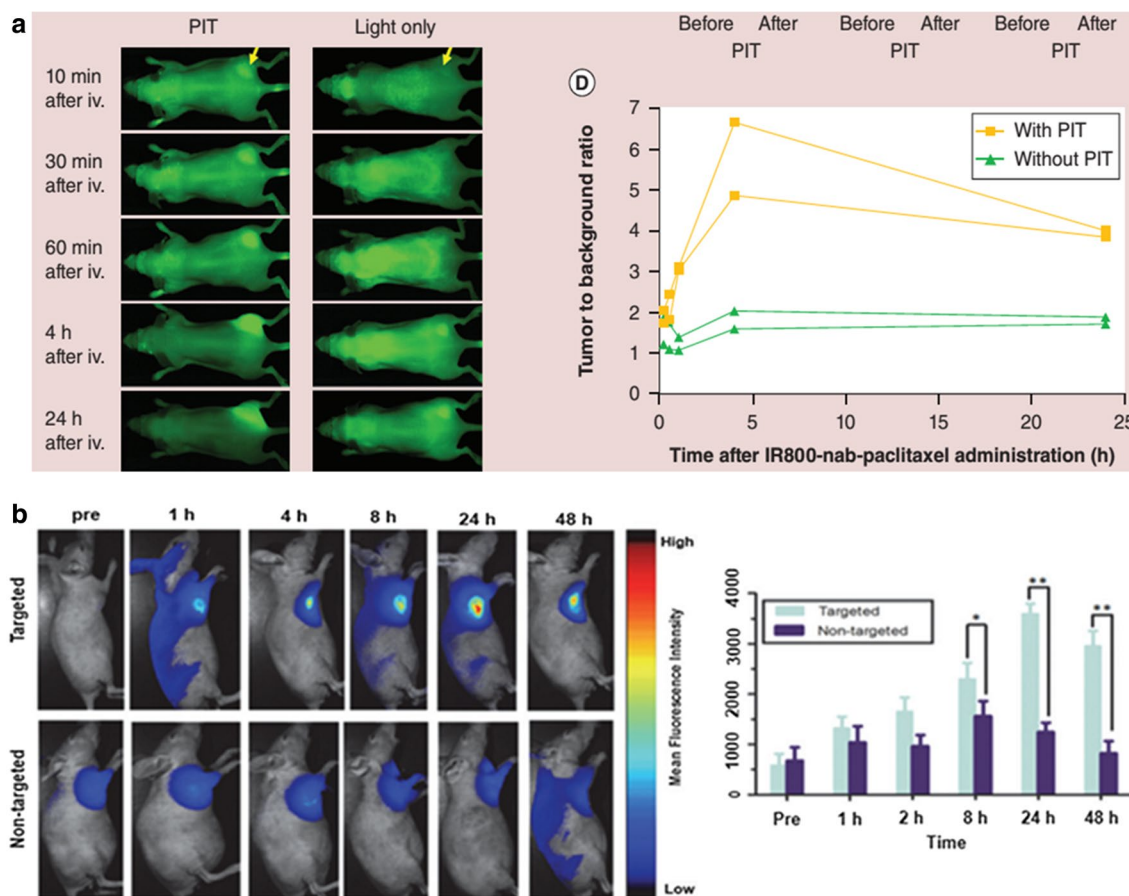 a
PIT
Light only
10 min
after iv.
30 min
after iv.
60 min
after iv.
4 h
after iv.
24 h
after iv.
Before After Before After Before After
PIT PIT PIT
D
Tumor to background ratio
7
6
5
4
3
2
1
0
With PIT
Without PIT
0 5 10 15 20 25
Time after IR800-nab-paclitaxel administration (h)
b
pre 1 h 4 h 8 h 24 h 48 h
Targeted
Non-targeted
High
Mean Fluorescence Intensity
Low
4000
3000
2000
1000
0
Targeted
Non-targeted
*
**
**
Pre 1 h 2 h 8 h 24 h 48 h
Time